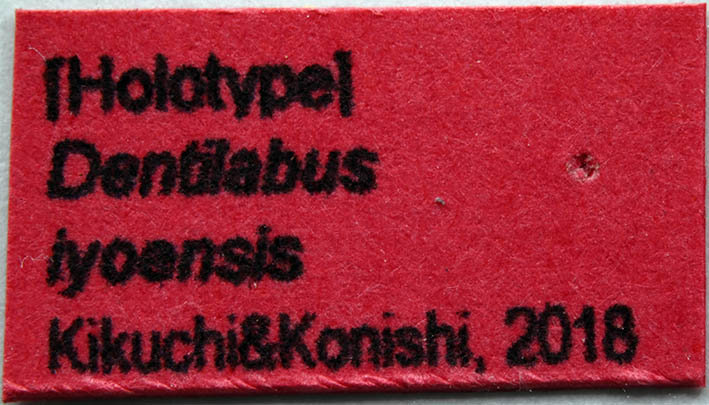 [Holotype]
Dentilabus
iyoensis
Kikuchi&Konishi, 2018